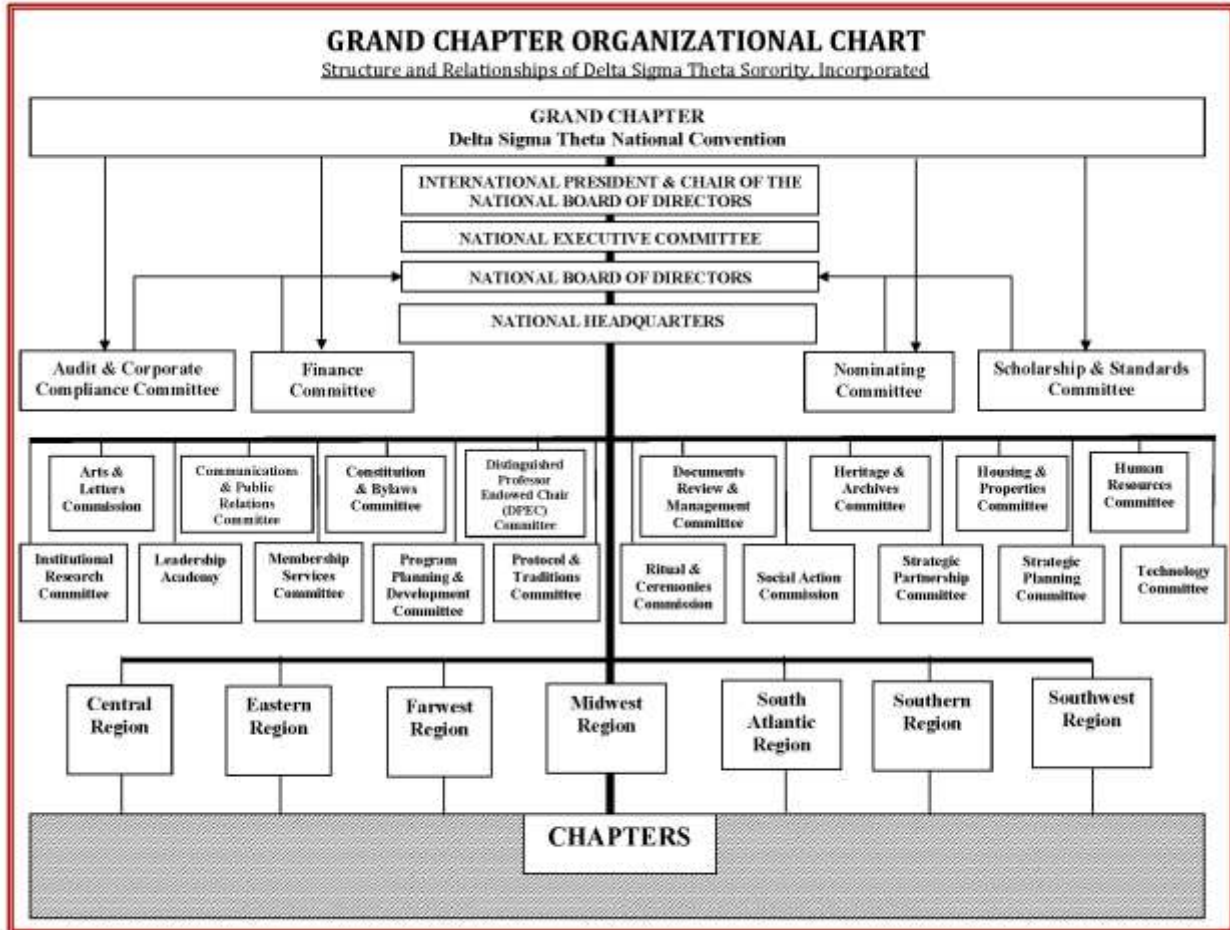 GRAND CHAPTER ORGANIZATIONAL CHART
Structure and Relationships of Delta Sigma Theta Sorority, Incorporated
GRAND CHAPTER
Delta Sigma Theta National Convention
INTERNATIONAL PRESIDENT & CHAIR OF THE
NATIONAL BOARD OF DIRECTORS
NATIONAL EXECUTIVE COMMITTEE
NATIONAL BOARD OF DIRECTORS
NATIONAL HEADQUARTERS
Audit & Corporate
Compliance Committee
Finance
Committee
Nominating
Committee
Scholarship & Standards
Committee
Arts &
Letters
Commission
Communications
& Public
Relations
Committee
Constitution
& Bylaws
Committee
Distinguished
Professor
Endowed Chair
(DPEC)
Committee
Documents
Review &
Management
Committee
Heritage &
Archives
Committee
Housing &
Properties
Committee
Human
Resources
Committee
Institutional
Research
Committee
Leadership
Academy
Membership
Services
Committee
Program
Planning &
Development
Committee
Protocol &
Traditions
Committee
Ritual &
Ceremonies
Commission
Social Action
Commission
Strategic
Partnership
Committee
Strategic
Planning
Committee
Technology
Committee
Central
Region
Eastern
Region
Farwest
Region
Midwest
Region
South
Atlantic
Region
Southern
Region
Southwest
Region
CHAPTERS